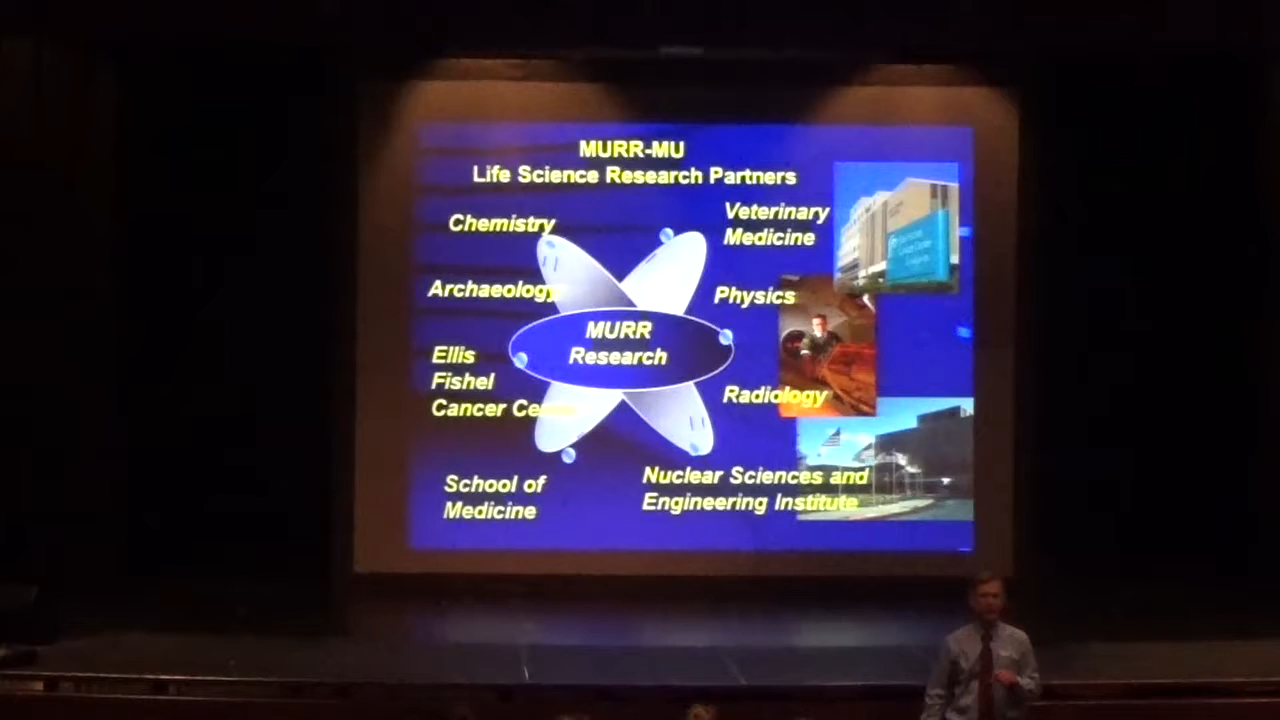 MURR-MU
Life Science Research Partners
Chemistry
Veterinary
Medicine
Archaeology
Physics
MURR
Research
Ellis
Fishel
Cancer
Radiology
School of
Medicine
Nuclear Sciences and
Engineering Institute